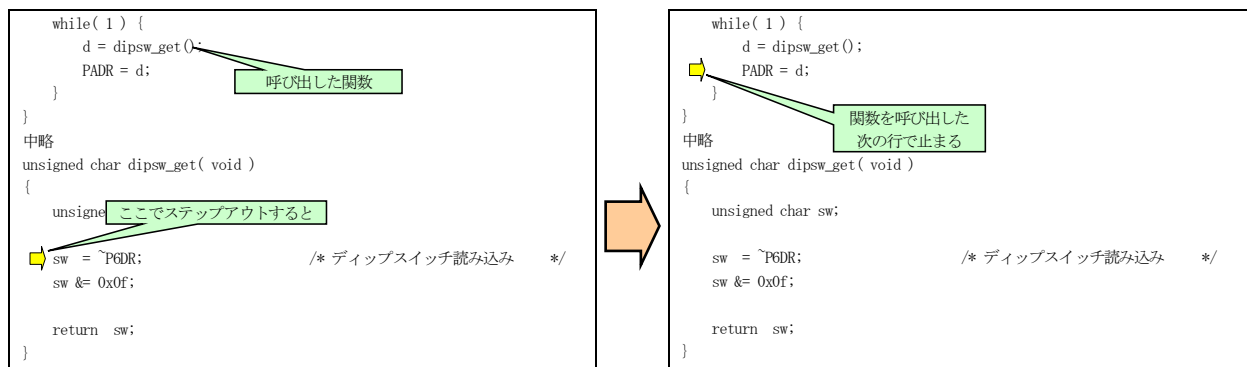 while( 1 ) {
d = dipsw_get();
PADR = d;
呼び出した関数
}
}
中略
unsigned char dipsw_get( void )
{
unsigne
ここでステップアウトすると
sw = ~P6DR; /* ディップスイッチ読み込み */
sw &= 0x0f;
return sw;
}
while( 1 ) {
d = dipsw_get();
PADR = d;
}
関数を呼び出した
次の行で止まる
}
中略
unsigned char dipsw_get( void )
{
unsigned char sw;
sw = ~P6DR; /* ディップスイッチ読み込み */
sw &= 0x0f;
return sw;
}